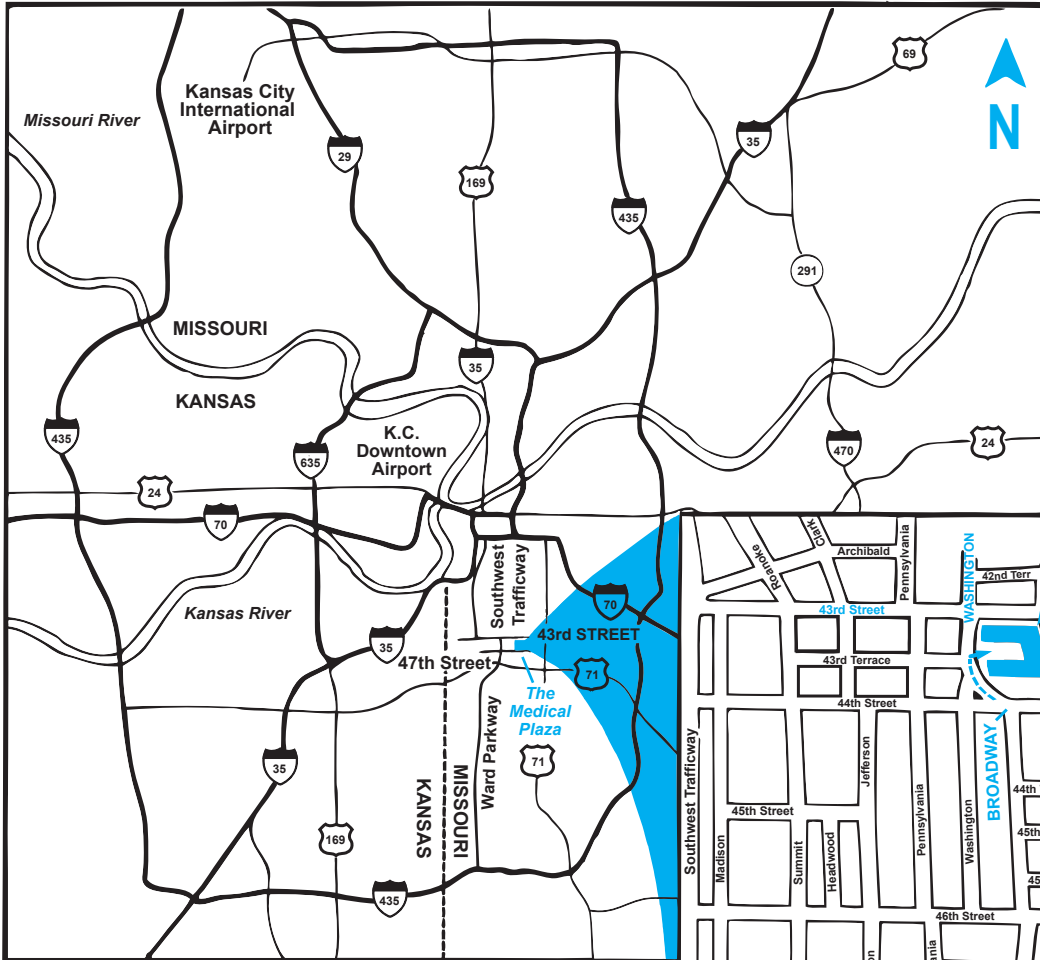 69
Kansas City
International
Airport
Missouri River
N
35
29
169
435
291
MISSOURI
35
KANSAS
435
K.C.
Downtown
Airport
635
470
24
24
70
Kansas River
Southwest
Trafficway
70
43rd STREET
35
47th Street
71
The
Medical
Plaza
Ward Parkway
71
35
KANSAS
MISSOURI
169
435
Roanoke
Clark
Archibald
Pennsylvania
WASHINGTON
42nd Terr
43rd Street
43rd Terrace
44th Street
Southwest Trafficway
Jefferson
BROADWAY
44th
45th Street
Madison
Summit
Headwood
Pennsylvania
Washington
45th
45
46th Street
on
ania